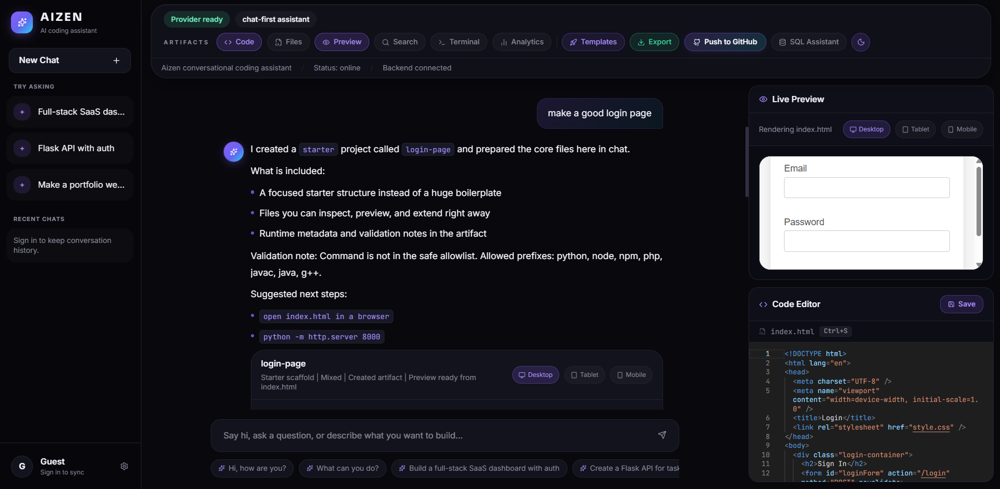 AIZEN
AI coding assistant
New Chat
+
TRY ASKING
+ Full-stack SaaS das...
+ Flask API with auth
+ Make a portfolio we...
RECENT CHATS
Sign in to keep conversation
history.
G
Guest
Sign in to sync
Provider ready
chat-first assistant
ARTIFACTS
Code
Files
Preview
Search
Terminal
Analytics
Templates
Export
Push to GitHub
SQL Assistant
Aizen conversational coding assistant / Status: online / Backend connected
make a good login page
I created a starter project called login-page and prepared the core files here in chat.
What is included:
• A focused starter structure instead of a huge boilerplate
• Files you can inspect, preview, and extend right away
• Runtime metadata and validation notes in the artifact
Validation note: Command is not in the safe allowlist. Allowed prefixes: python, node, npm, php,
javac, java, g++.
Suggested next steps:
• open index.html in a browser
• python -m http.server 8000
login-page
Starter scaffold | Mixed | Created artifact | Preview ready from
index.html
Desktop
Tablet
Mobile
Say hi, ask a question, or describe what you want to build...
Hi, how are you?
What can you do?
Build a full-stack SaaS dashboard with auth
Create a Flask API for task
Live Preview
Rendering index.html
Desktop
Tablet
Mobile
Email
Password
<> Code Editor
Save
index.html Ctrl+S
1 <!DOCTYPE html>
2 <html lang="en">
3 <head>
4 <meta charset="UTF-8" />
5 <meta name="viewport"
content="width=device-width, initial-scale=1.
0" />
6 <title>Login</title>
7 <link rel="stylesheet" href="style.css" />
8 </head>
9 <body>
10 <div class="login-container">
11 <h2>Sign In</h2>
12 <form id="loginForm" action="/login"
method="POST" novalidate>